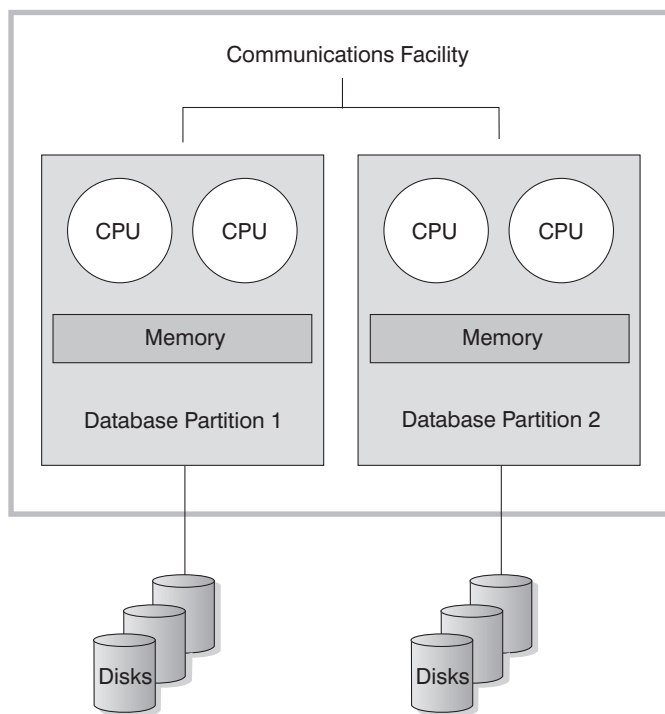 Communications Facility
CPU CPU
CPU CPU
Memory
Memory
Database Partition 1
Database Partition 2
Disks
Disks